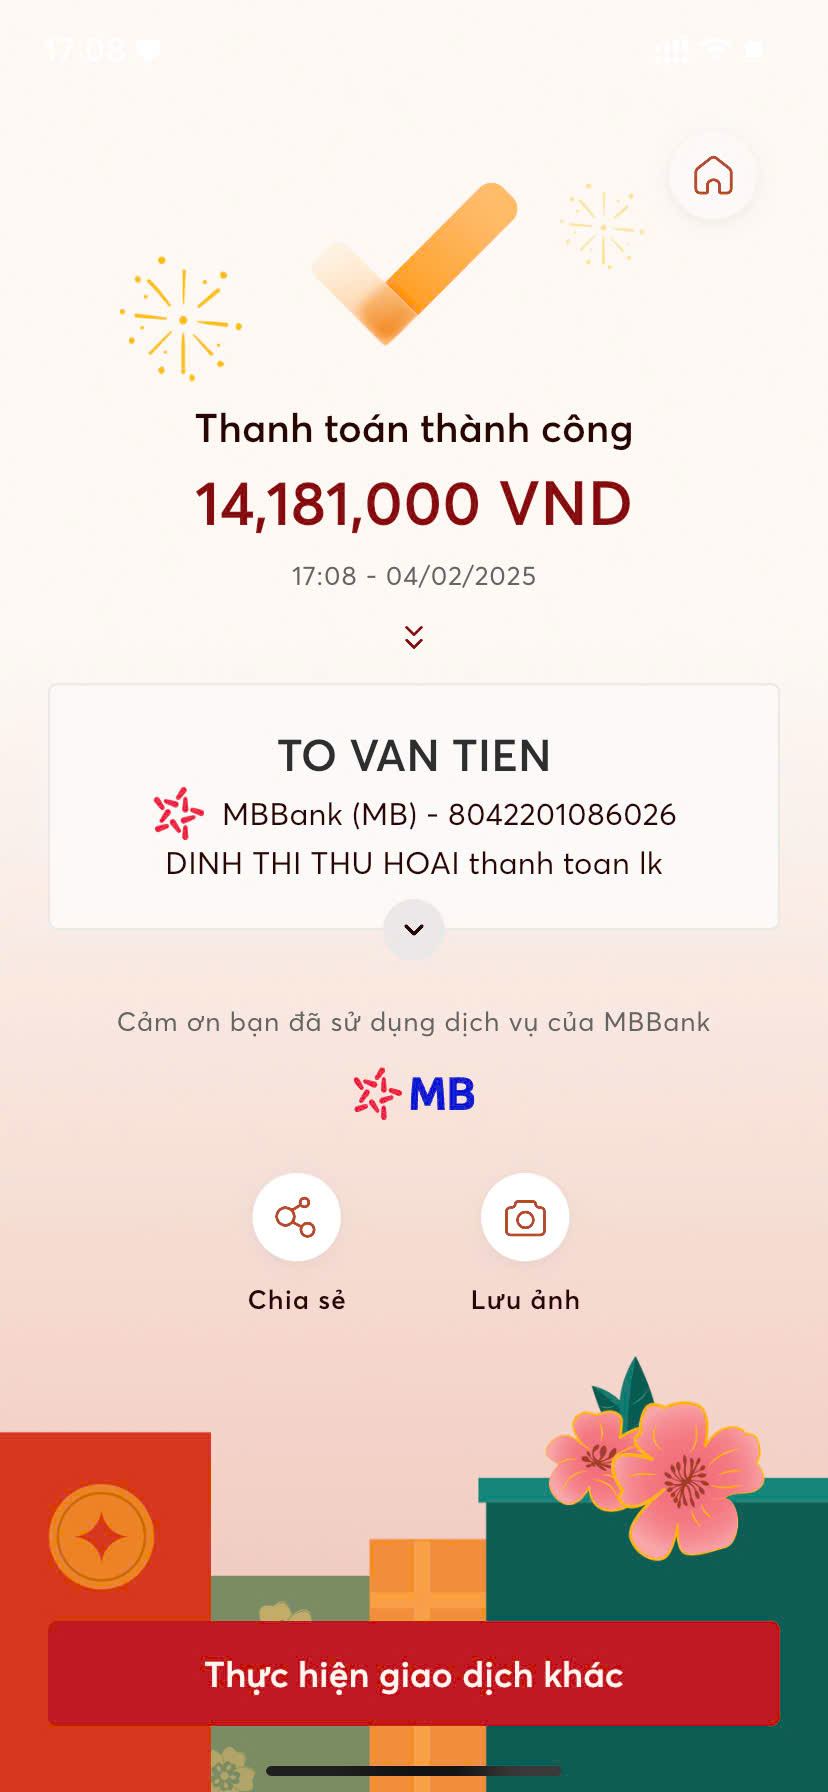 17:08
Thanh toán thành công
14,181,000 VND
17:08 - 04/02/2025
TO VAN TIEN
MBBank (MB) - 8042201086026
DINH THI THU HOAI thanh toan lk
Cảm ơn bạn đã sử dụng dịch vụ của MBBank
MB
Chia sẻ
Lưu ảnh
Thực hiện giao dịch khác